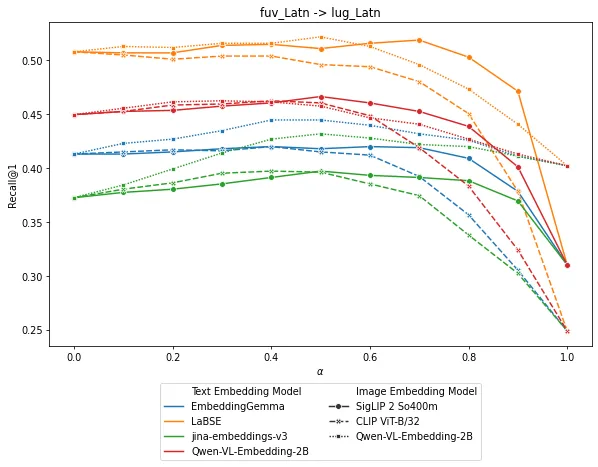 fuv_Latn -> lug_Latn
Recall@1
0.50
0.45
0.40
0.35
0.30
0.25
0.0
0.2
0.4
0.6
0.8
1.0
α
Text Embedding Model
EmbeddingGemma
LaBSE
jina-embeddings-v3
Qwen-VL-Embedding-2B
Image Embedding Model
SigLIP 2 So400m
CLIP ViT-B/32
Qwen-VL-Embedding-2B